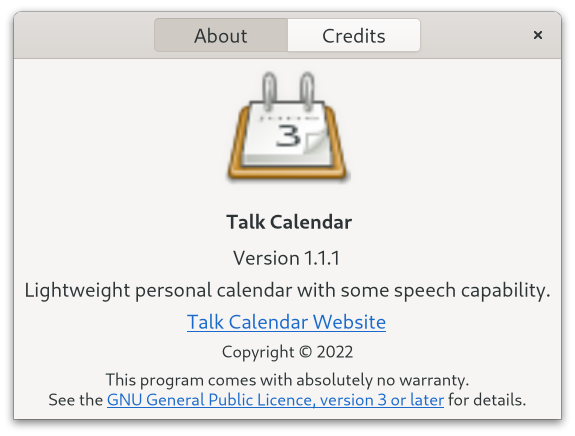 About Credits ×
3
Talk Calendar
Version 1.1.1
Lightweight personal calendar with some speech capability.
Talk Calendar Website
Copyright © 2022
This program comes with absolutely no warranty.
See the GNU General Public Licence, version 3 or later for details.